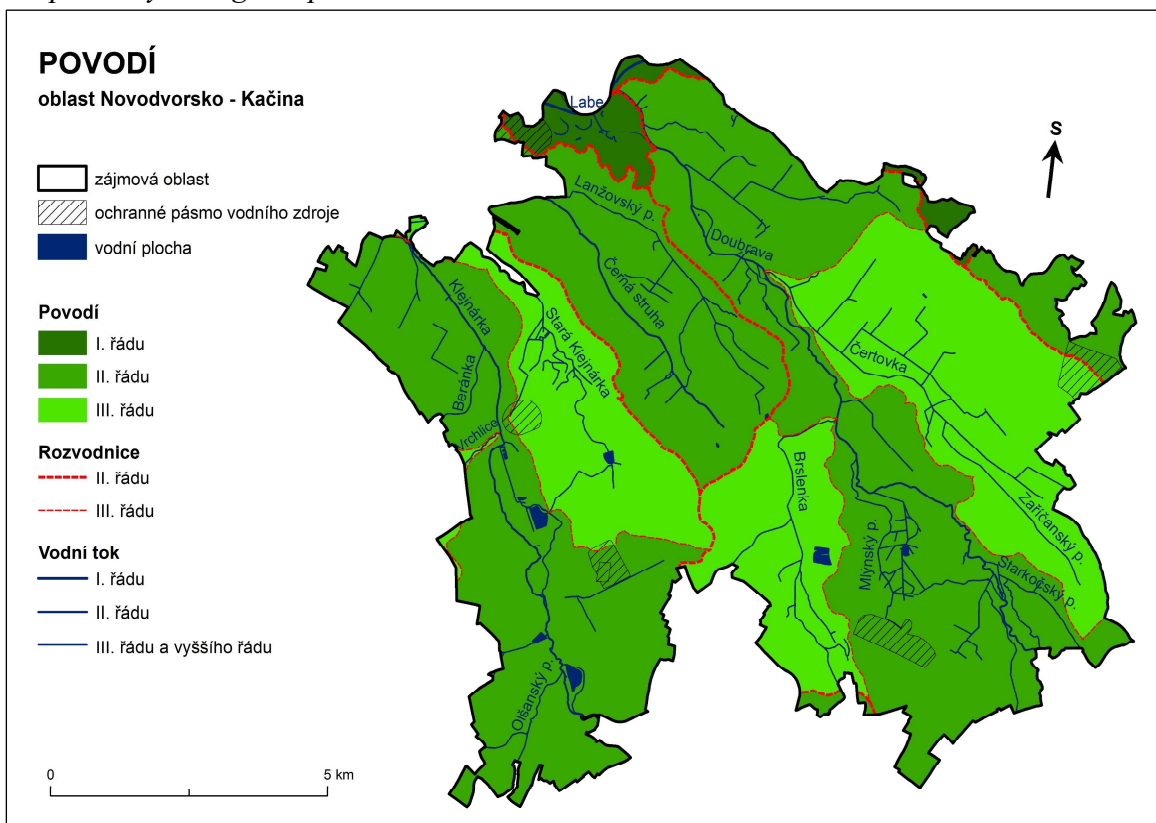 POVODÍ
oblast Novodvorsko - Kačina
zájmová oblast
ochranné pásmo vodního zdroje
vodní plocha
Povodí
I. řádu
II. řádu
III. řádu
Rozvodnice
II. řádu
III. řádu
Vodní tok
I. řádu
II. řádu
III. řádu a vyššího řádu
0
5 km
S
Labe
Lanžovský p.
Doubrava
Černá struha
Klejnárka
Stará Klejnárka
Beránka
Vrchlice
Čertovka
Brslenka
Mlýnský p.
Zaříčanský p.
Starkočský p.
Olšanský p.